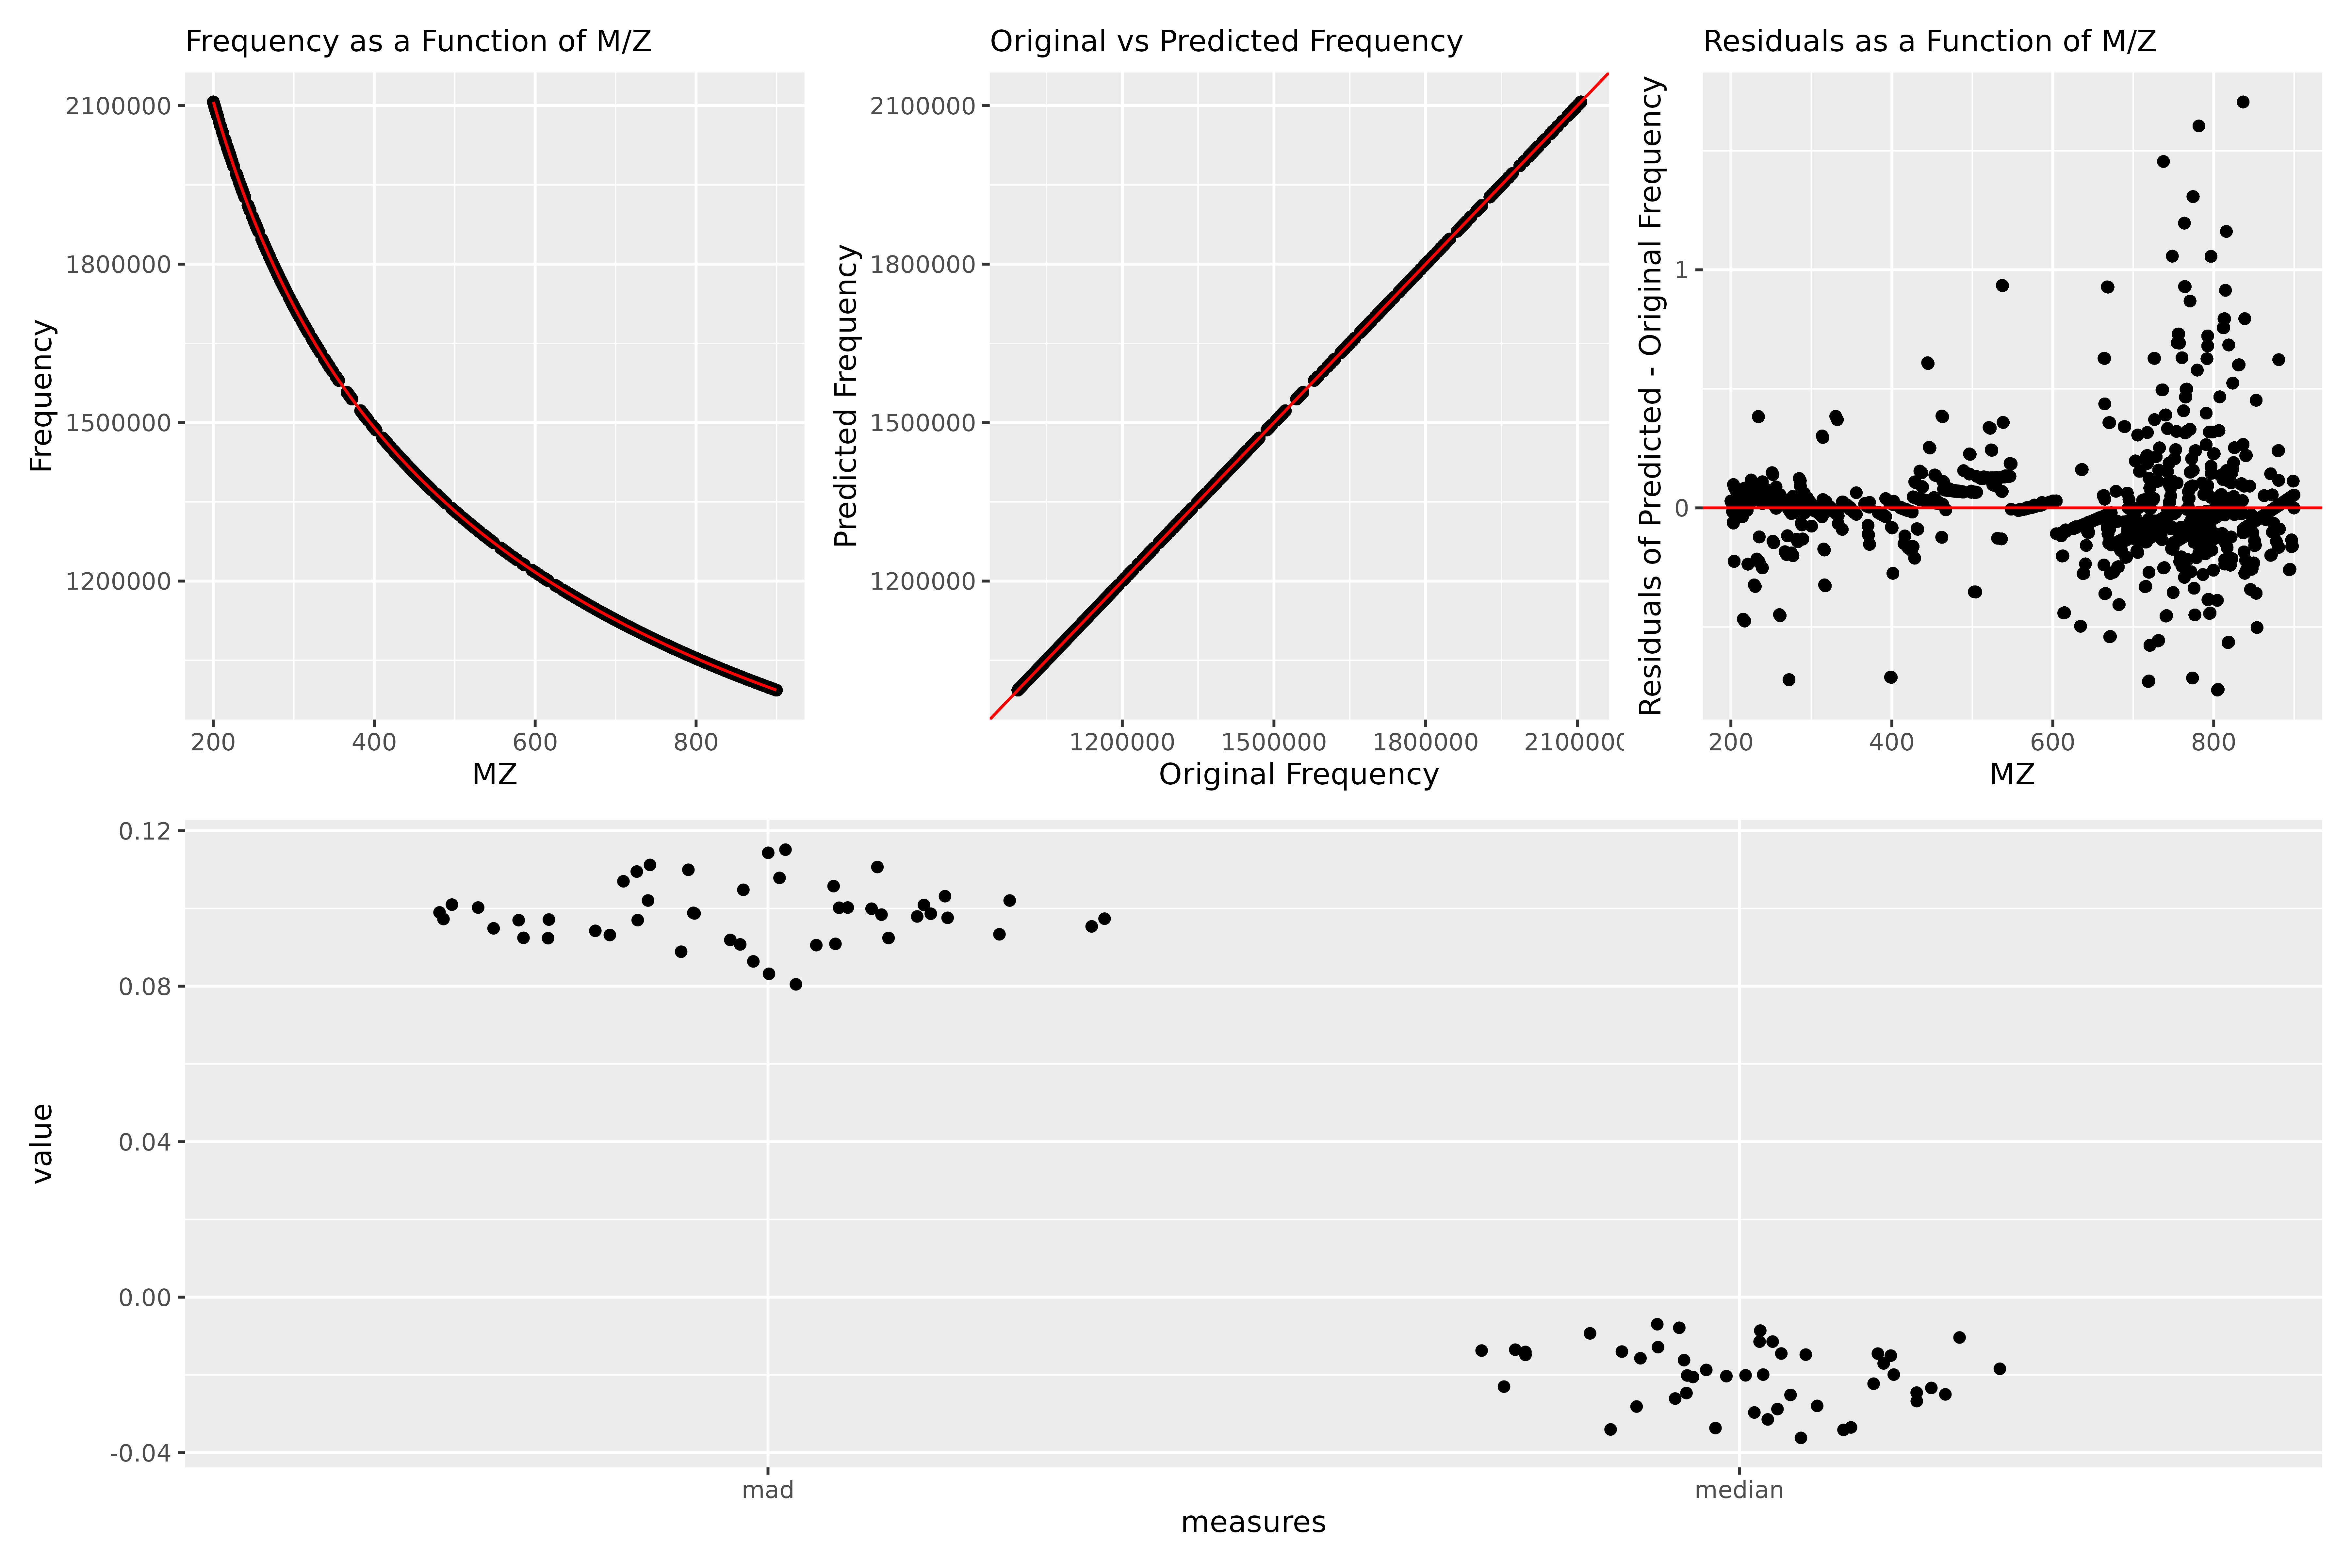 Frequency as a Function of M/Z
Frequency
2100000
1800000
1500000
1200000
200 400 600 800
MZ
Original vs Predicted Frequency
Predicted Frequency
2100000
1800000
1500000
1200000
1200000 1500000 1800000 2100000
Original Frequency
Residuals as a Function of M/Z
Residuals of Predicted - Original Frequency
1
0
200 400 600 800
MZ
value
0.12
0.08
0.04
0.00
-0.04
mad median
measures